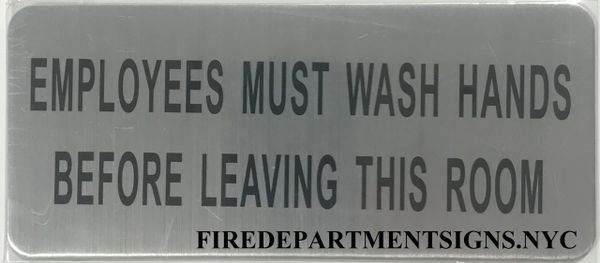 EMPLOYEES MUST WASH HANDS
BEFORE LEAVING THIS ROOM
FIREDEPARTMENTSIGNS.NYC